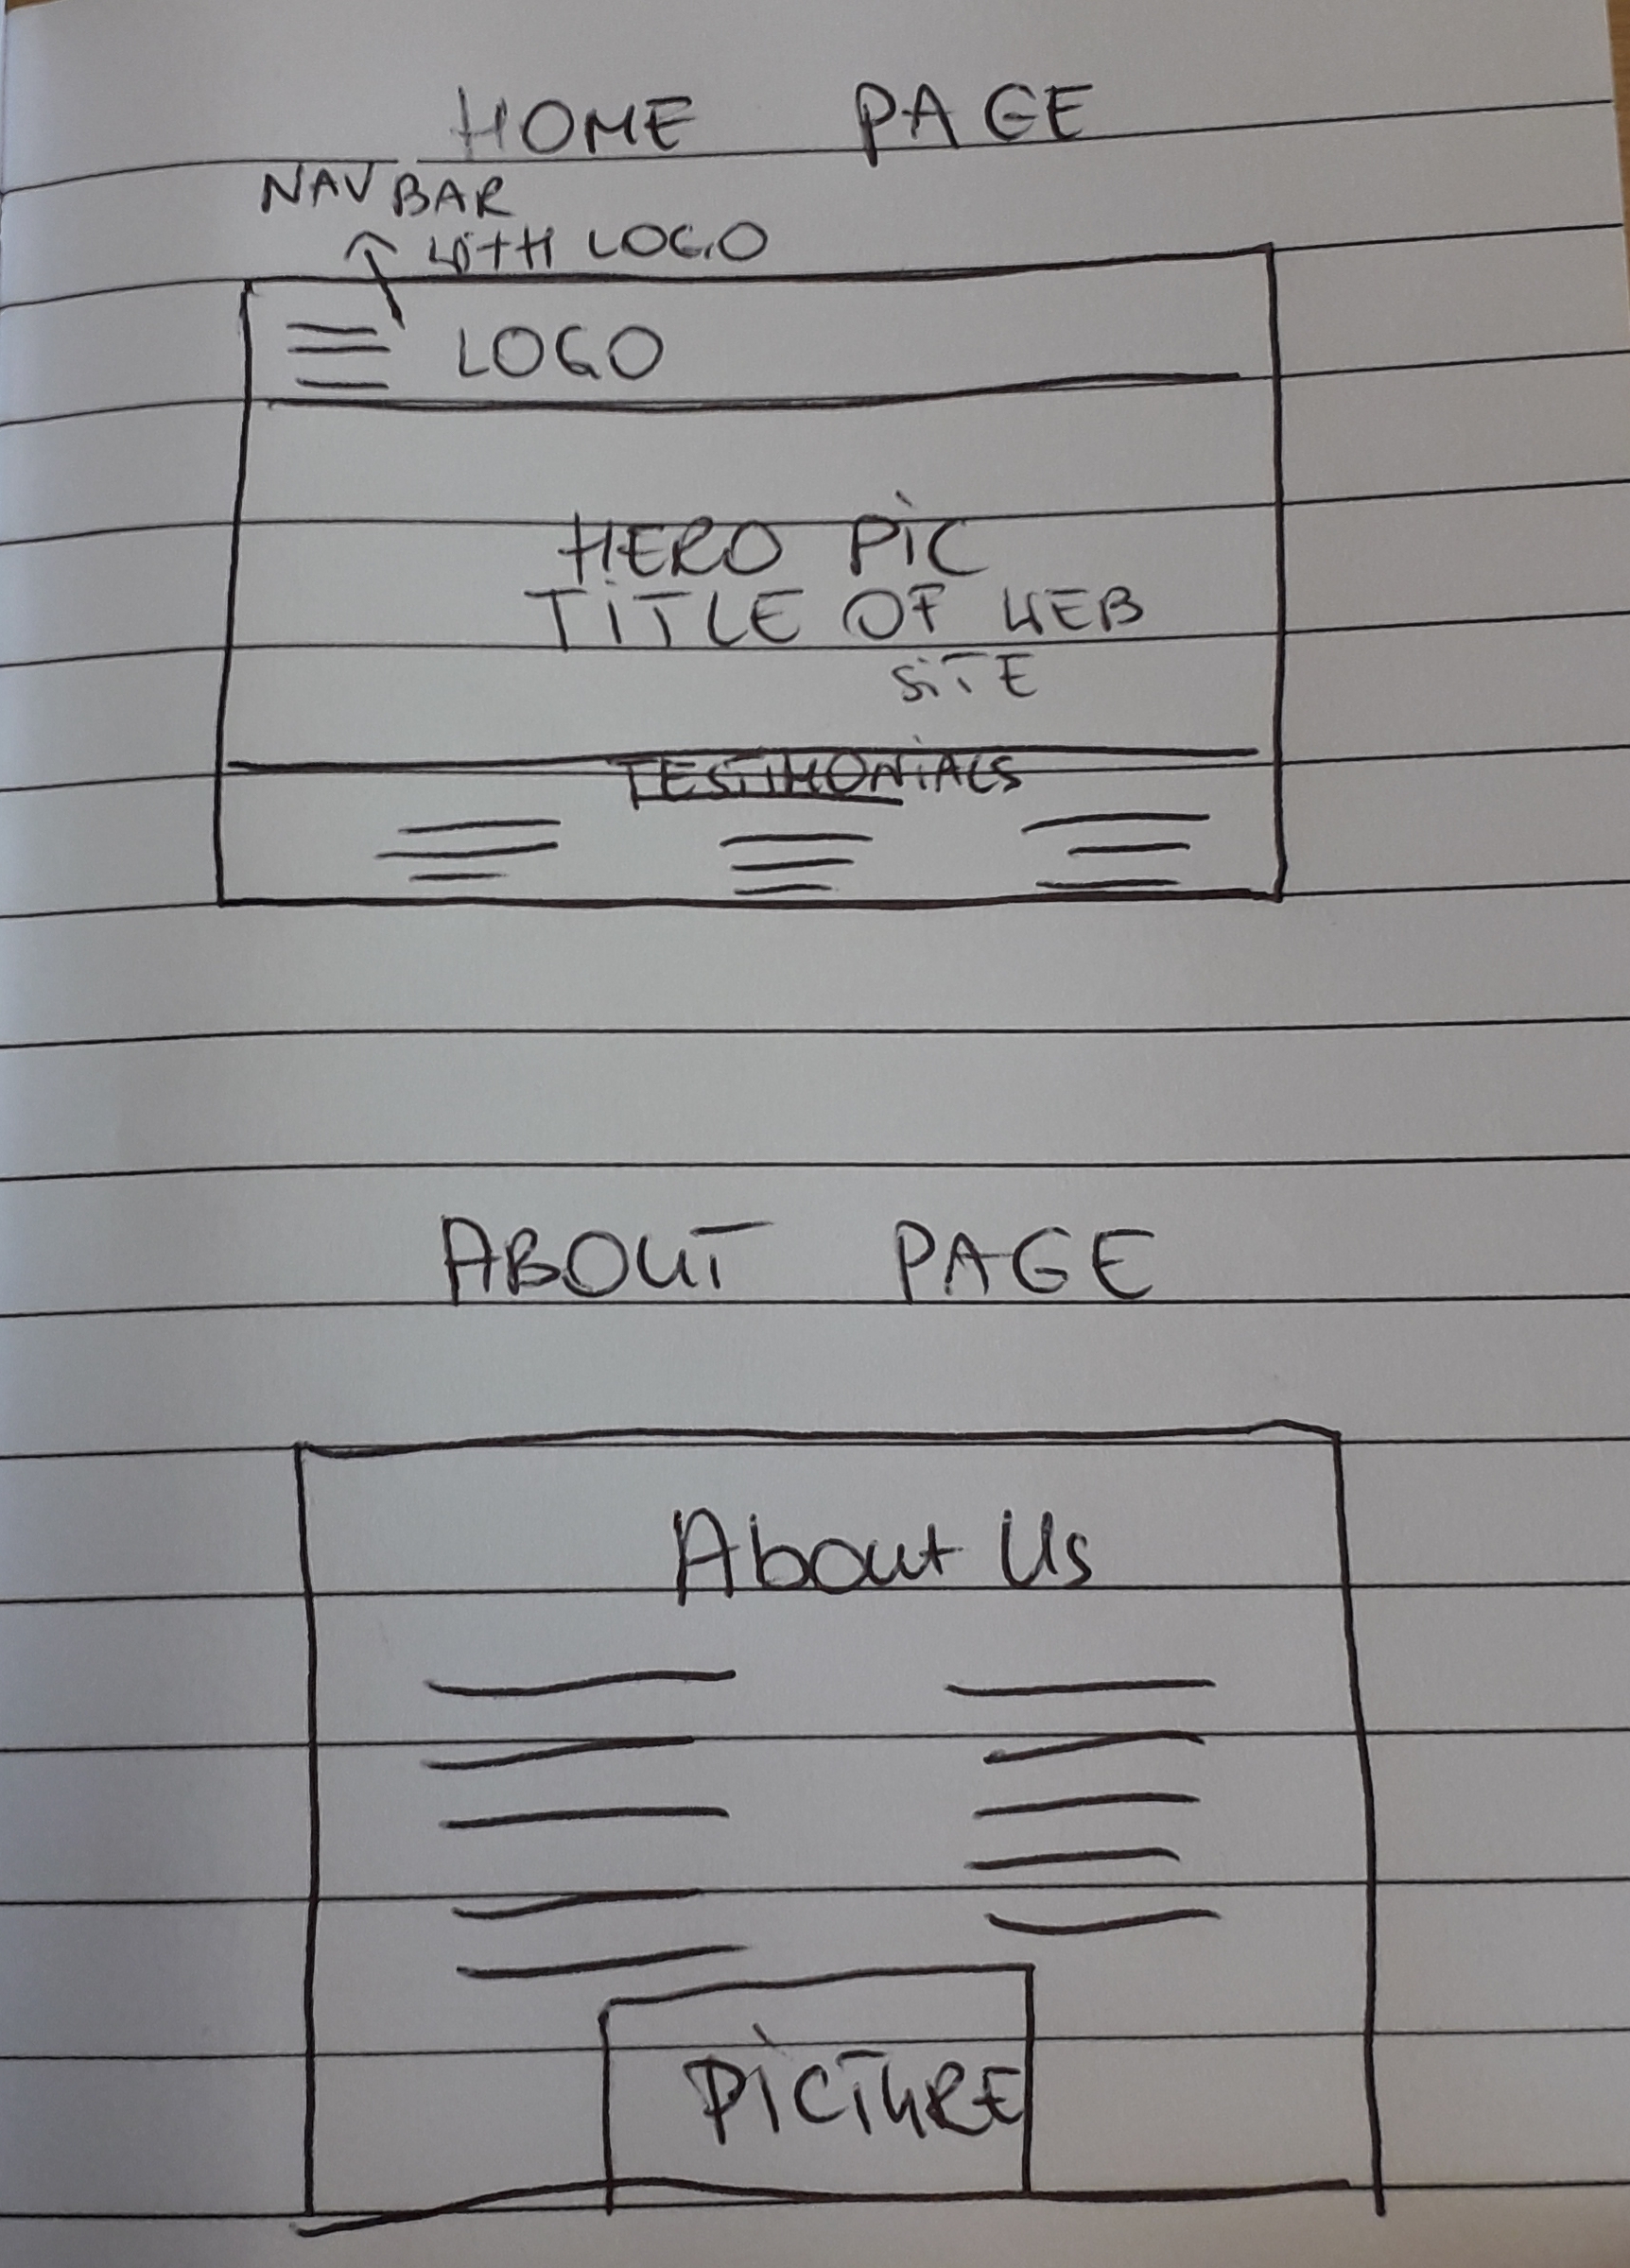 HOME PAGE
NAV BAR
WITH LOGO
LOGO
HERO PIC
TITLE OF WEB
SITE
TESTIMONIALS
ABOUT PAGE
About Us
PICTURE